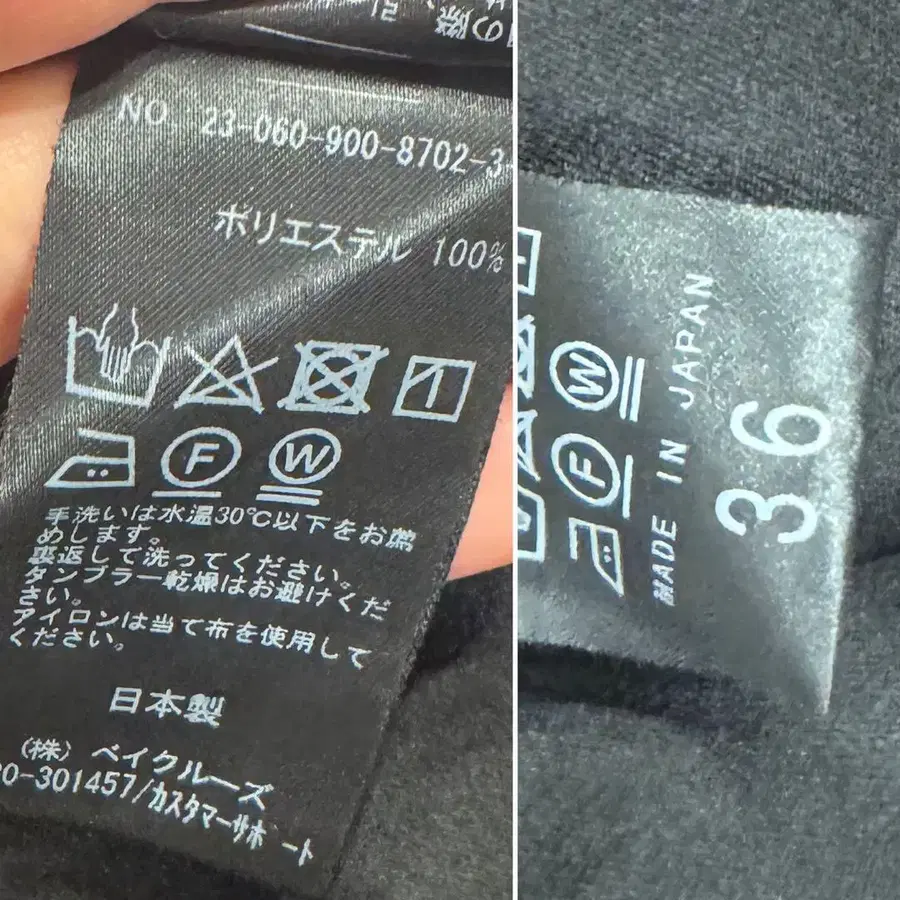 NO. 23-060-900-8702-3-
ポリエステル 100%
F W
手洗いは水温30℃以下をお薦
めします。
裏返して洗ってください。
タンブラー乾燥はお避けくだ
さい。
アイロンは当て布を使用して
ください。
日本製
(株) ベイクルーズ
0-301457/カスタマーサポート
F W
MADE IN JAPAN
36